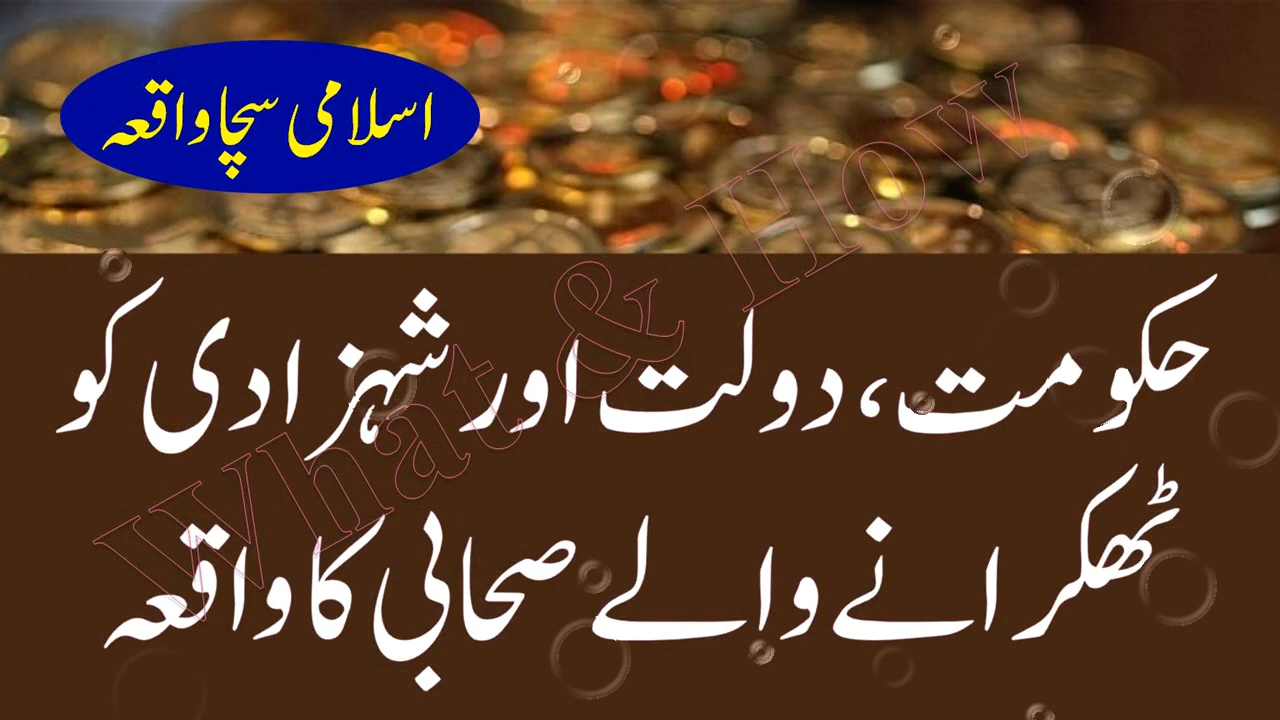 اسلامی سچا واقعہ
حکومت، دولت اور شہزادی کو
ٹھکرانے والے صحابی کا واقعہ
What & How